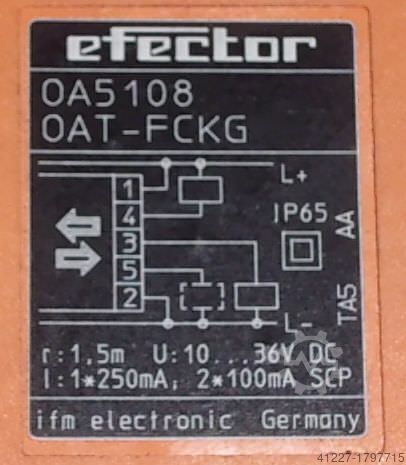 efector
OA5108
OAT-FCKG
L+
1
4
3
5
2
IP65
AA
TA5
L-
r:1,5m U:10...36V DC
I:1*250mA; 2*100mA SCP
ifm electronic Germany
41227-1797715